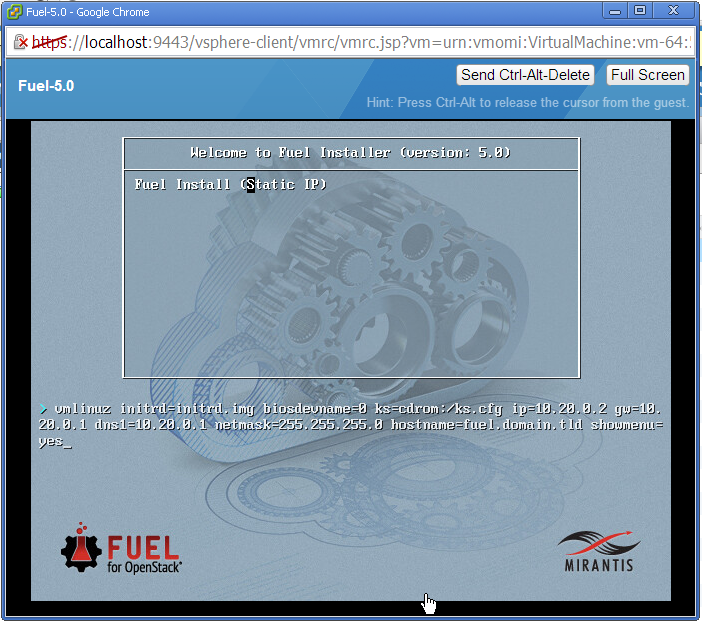 Fuel-5.0 - Google Chrome
https://localhost:9443/vsphere-client/vmrc/vmrc.jsp?vm=urn:vmomi:VirtualMachine:vm-64:
Fuel-5.0
Send Ctrl-Alt-Delete
Full Screen
Hint: Press Ctrl-Alt to release the cursor from the guest.
Welcome to Fuel Installer (version: 5.0)
Fuel Install (Static IP)
> vmlinuz initrd=initrd.img biosdevname=0 ks=cdrom:/ks.cfg ip=10.20.0.2 gw=10.
20.0.1 dns1=10.20.0.1 netmask=255.255.255.0 hostname=fuel.domain.tld showmenu=
yes_
FUEL
for OpenStack®
MIRANTIS